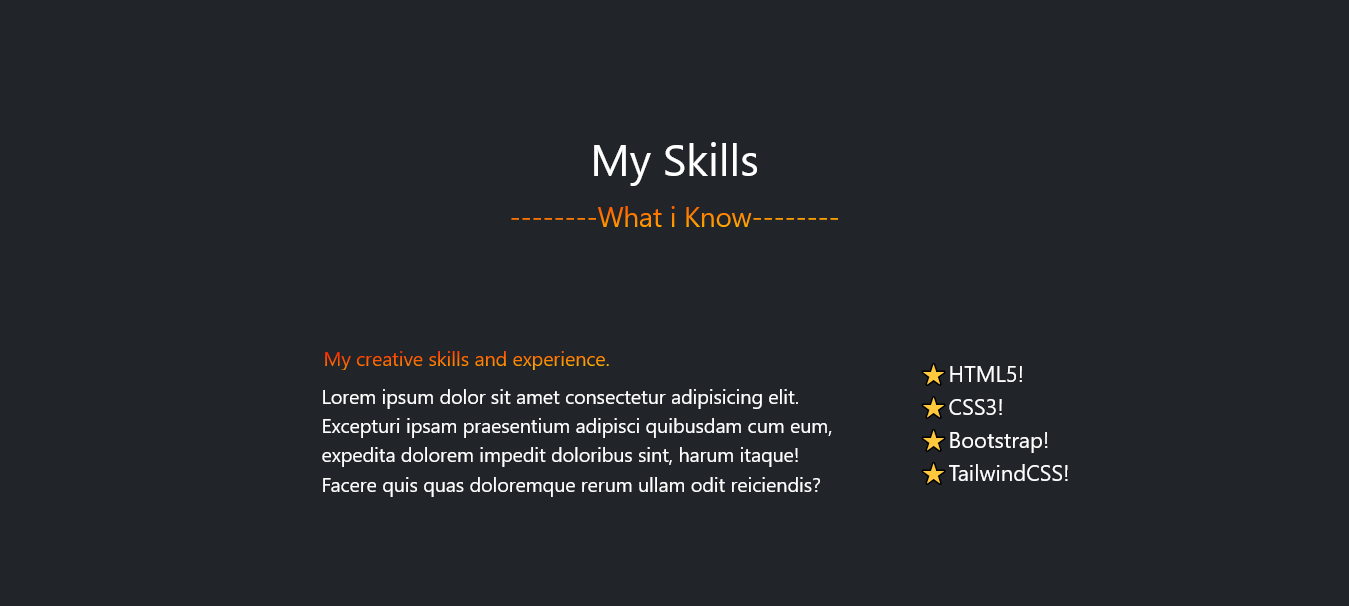 My Skills
--------What i Know--------
My creative skills and experience.
Lorem ipsum dolor sit amet consectetur adipisicing elit.
Excepturi ipsam praesentium adipisci quibusdam cum eum,
expedita dolorem impedit doloribus sint, harum itaque!
Facere quis quas doloremque rerum ullam odit reiciendis?
⭐HTML5!
⭐CSS3!
⭐Bootstrap!
⭐TailwindCSS!